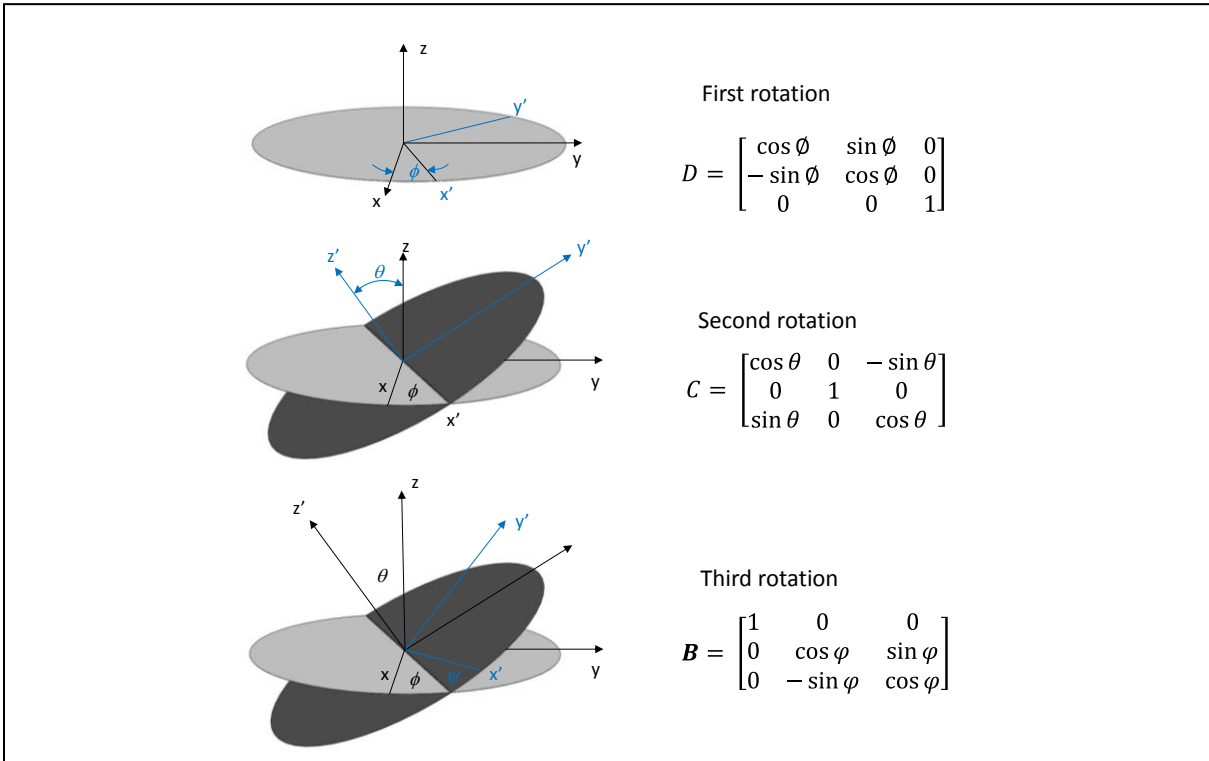 z
y'
y
ϕ
x
x'
First rotation
D = [cos ∅ sin ∅ 0
− sin ∅ cos ∅ 0
0 0 1]
z'
θ
z
y'
y
x
ϕ
x'
Second rotation
C = [cos θ 0 − sin θ
0 1 0
sin θ 0 cos θ]
z
z'
y'
θ
y
x
ϕ
ψ
x'
Third rotation
B = [1 0 0
0 cos φ sin φ
0 − sin φ cos φ]